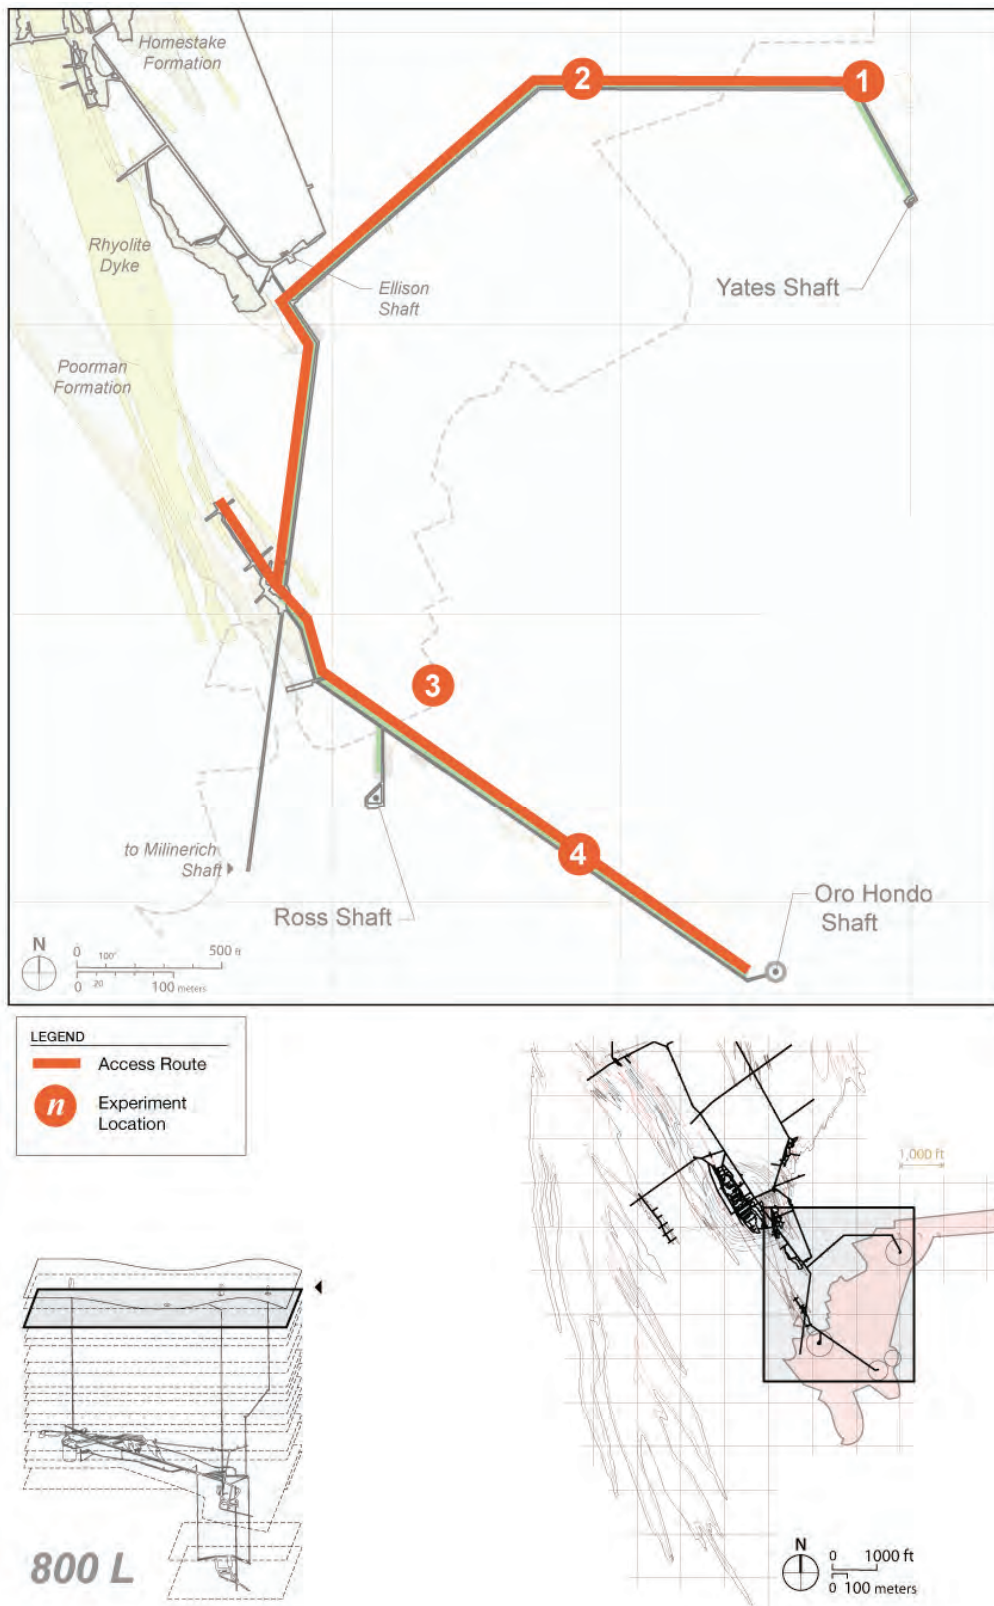 Homestake
Formation
2
1
Rhyolite
Dyke
Ellison
Shaft
Yates Shaft
Poorman
Formation
3
to Milinerich
Shaft
4
Ross Shaft
Oro Hondo
Shaft
N
0 100' 500 ft
0 20 100 meters
LEGEND
Access Route
n
Experiment
Location
1,000 ft
800 L
N
0 1000 ft
0 100 meters